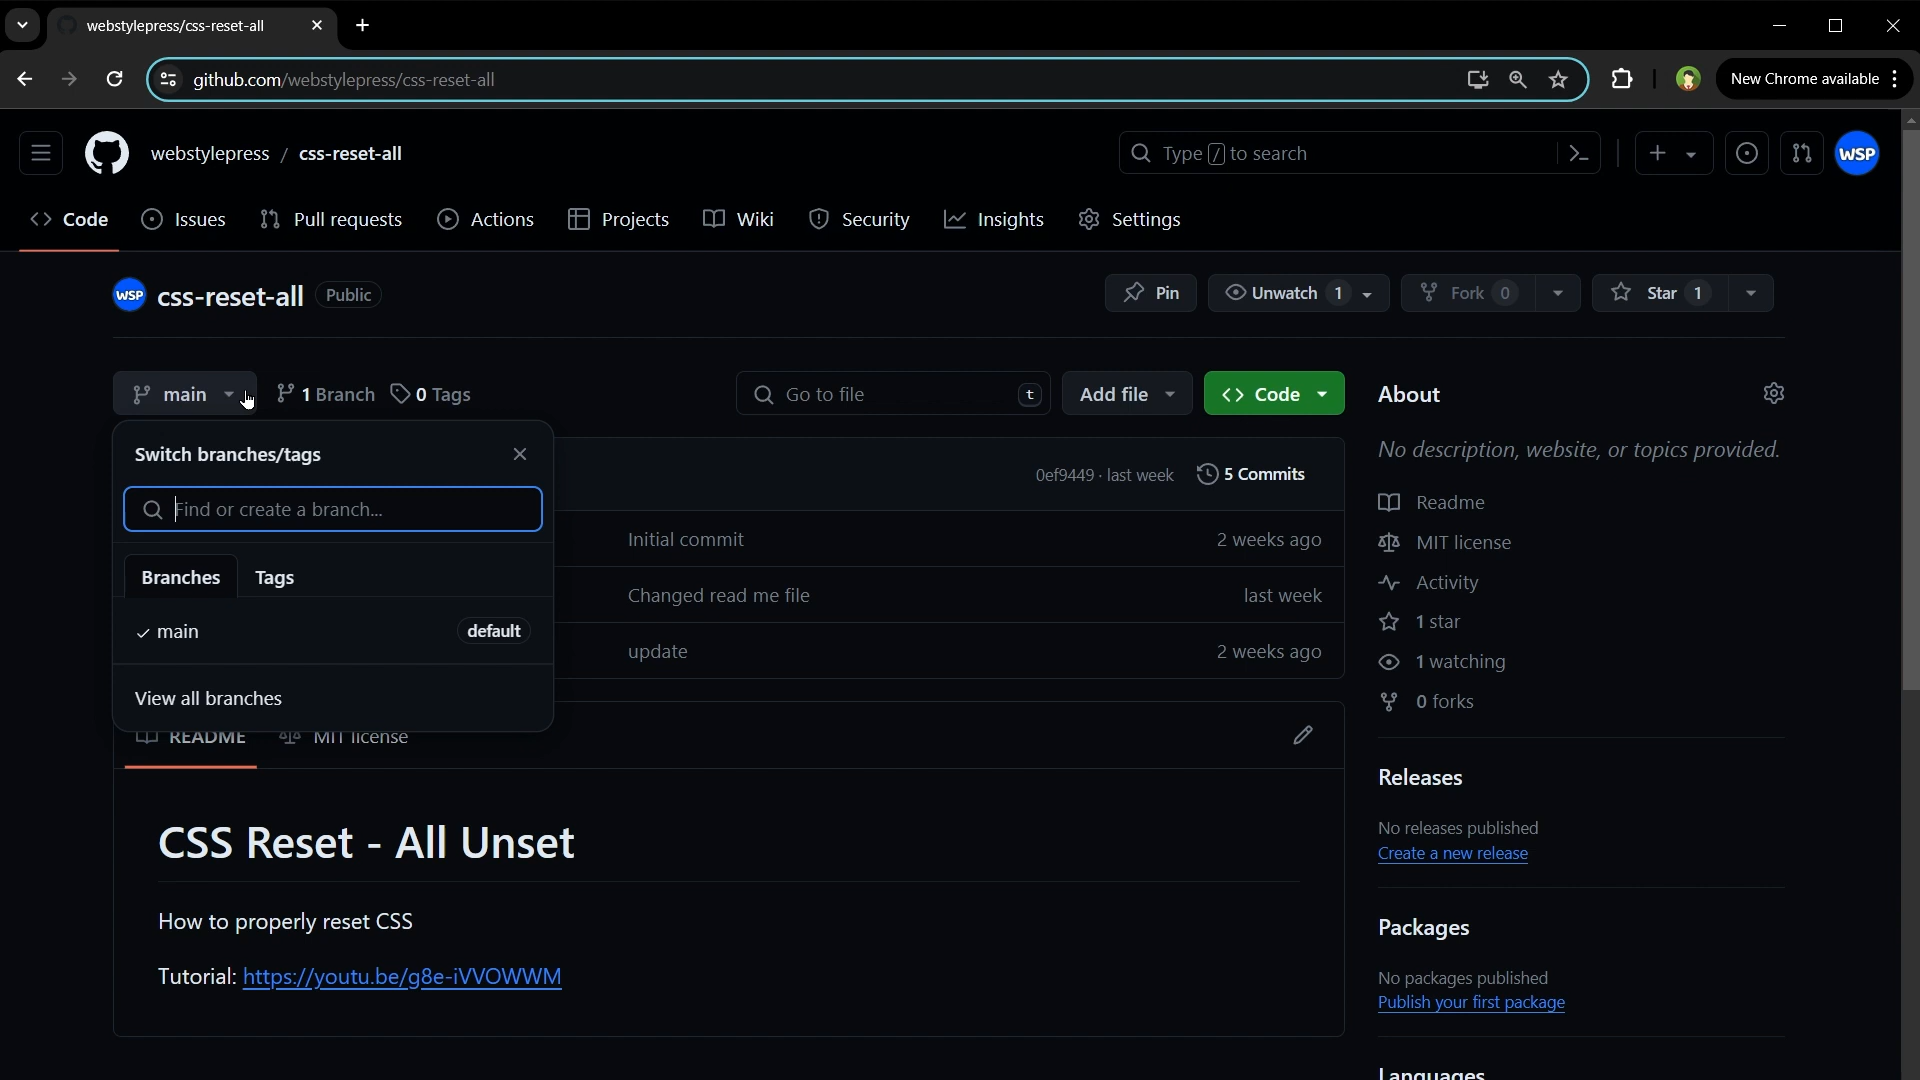 webstylepress/css-reset-all
github.com/webstylepress/css-reset-all
New Chrome available
webstylepress / css-reset-all
Type / to search
WSP
Code Issues Pull requests Actions Projects Wiki Security Insights Settings
WSP css-reset-all Public
Pin Unwatch 1 Fork 0 Star 1
main 1 Branch 0 Tags Go to file t Add file Code
Switch branches/tags
Find or create a branch...
Branches Tags
main default
View all branches
0ef9449 · last week 5 Commits
Initial commit 2 weeks ago
Changed read me file last week
update 2 weeks ago
README MIT license
CSS Reset - All Unset
How to properly reset CSS
Tutorial: https://youtu.be/g8e-iVVOWWM
About
No description, website, or topics provided.
Readme
MIT license
Activity
1 star
1 watching
0 forks
Releases
No releases published
Create a new release
Packages
No packages published
Publish your first package
Languages